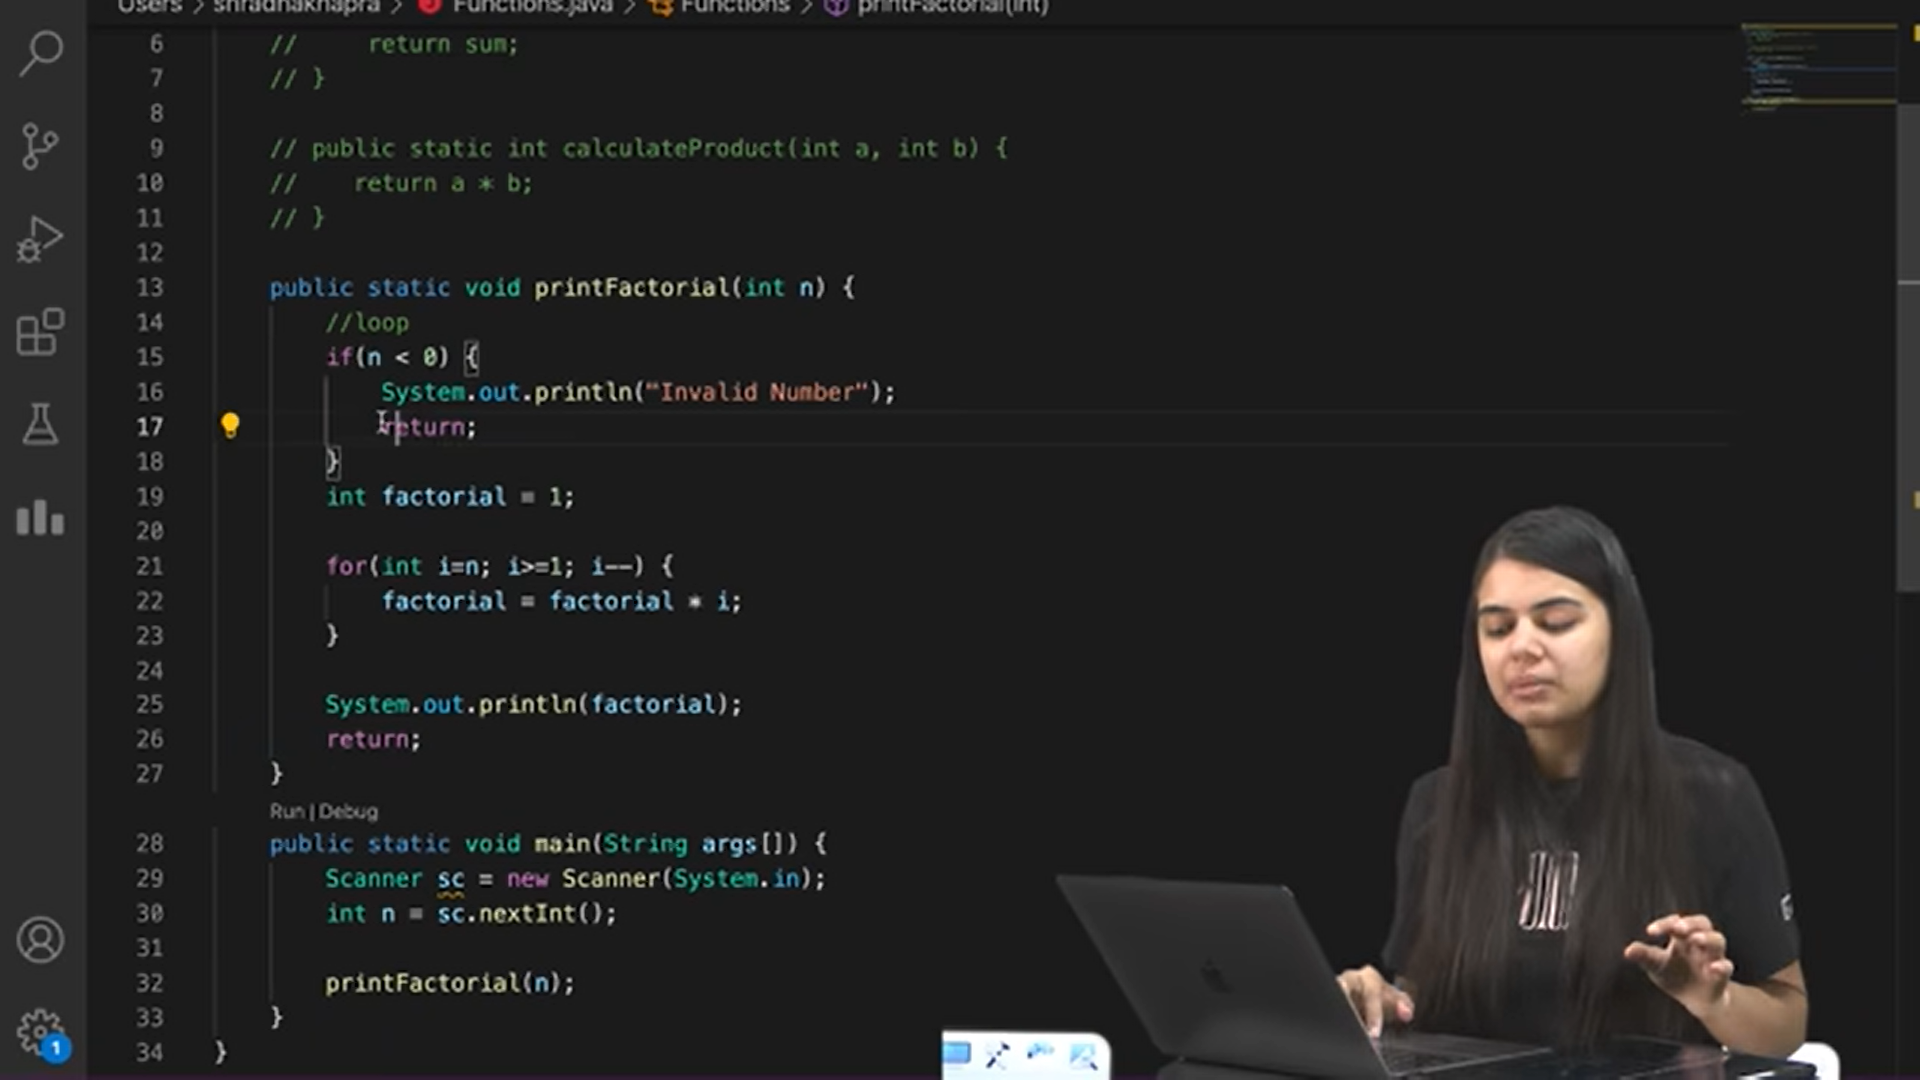 Users > shradhakhapra > Functions.java > Functions > printFactorial(int)
6 // return sum;
7 // }
8
9 // public static int calculateProduct(int a, int b) {
10 // return a * b;
11 // }
12
13 public static void printFactorial(int n) {
14 //loop
15 if(n < 0) {
16 System.out.println("Invalid Number");
17 return;
18 }
19 int factorial = 1;
20
21 for(int i=n; i>=1; i--) {
22 factorial = factorial * i;
23 }
24
25 System.out.println(factorial);
26 return;
27 }
Run | Debug
28 public static void main(String args[]) {
29 Scanner sc = new Scanner(System.in);
30 int n = sc.nextInt();
31
32 printFactorial(n);
33 }
34 }
1